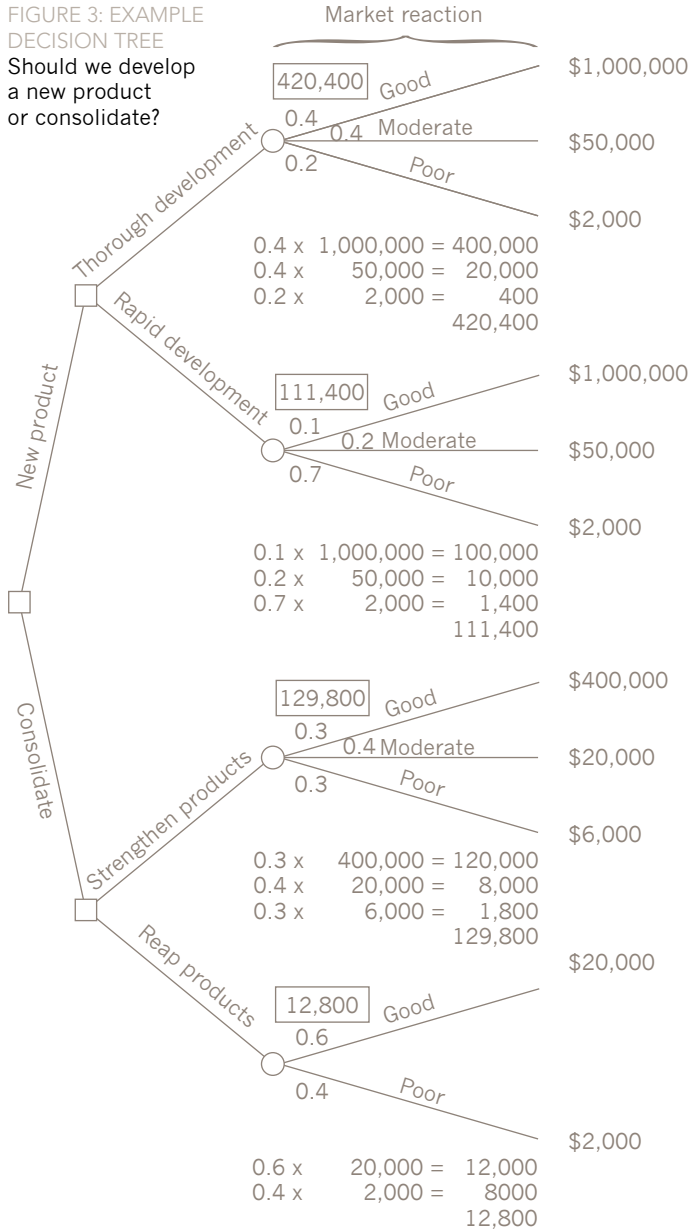 FIGURE 3: EXAMPLE
DECISION TREE
Should we develop
a new product
or consolidate?
Market reaction
420,400
Good
$1,000,000
0.4
0.4 Moderate
$50,000
0.2
Poor
$2,000
Thorough development
0.4 x 1,000,000 = 400,000
0.4 x 50,000 = 20,000
0.2 x 2,000 = 400
420,400
Rapid development
111,400
Good
$1,000,000
0.1
0.2 Moderate
$50,000
0.7
Poor
$2,000
New product
0.1 x 1,000,000 = 100,000
0.2 x 50,000 = 10,000
0.7 x 2,000 = 1,400
111,400
129,800
Good
$400,000
0.3
0.4 Moderate
$20,000
0.3
Poor
$6,000
Consolidate
Strengthen products
0.3 x 400,000 = 120,000
0.4 x 20,000 = 8,000
0.3 x 6,000 = 1,800
129,800
Reap products
12,800
Good
$20,000
0.6
0.4
Poor
$2,000
0.6 x 20,000 = 12,000
0.4 x 2,000 = 8000
12,800